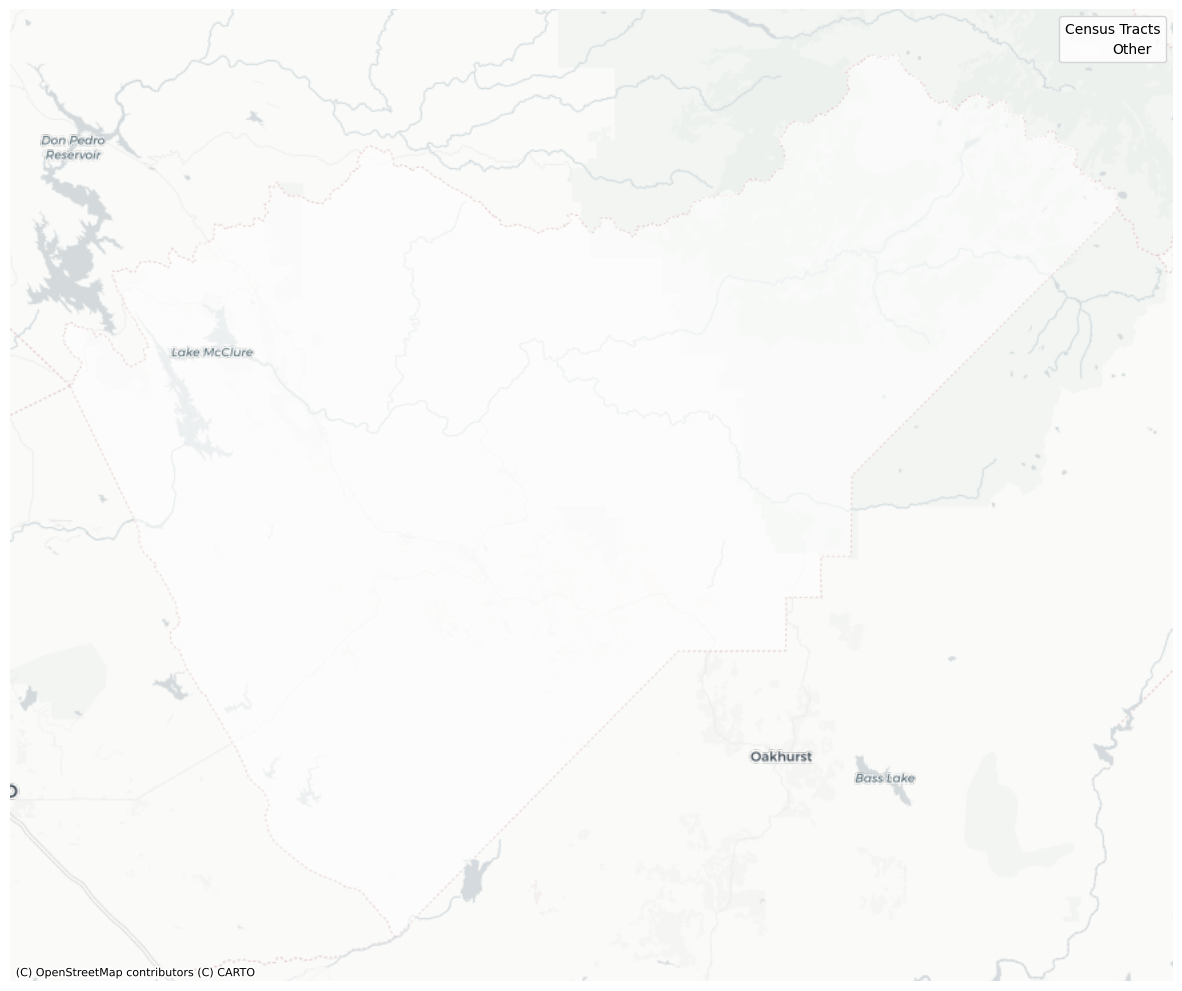 Census Tracts
Other
Don Pedro
Reservoir
Lake McClure
Oakhurst
Bass Lake
(C) OpenStreetMap contributors (C) CARTO